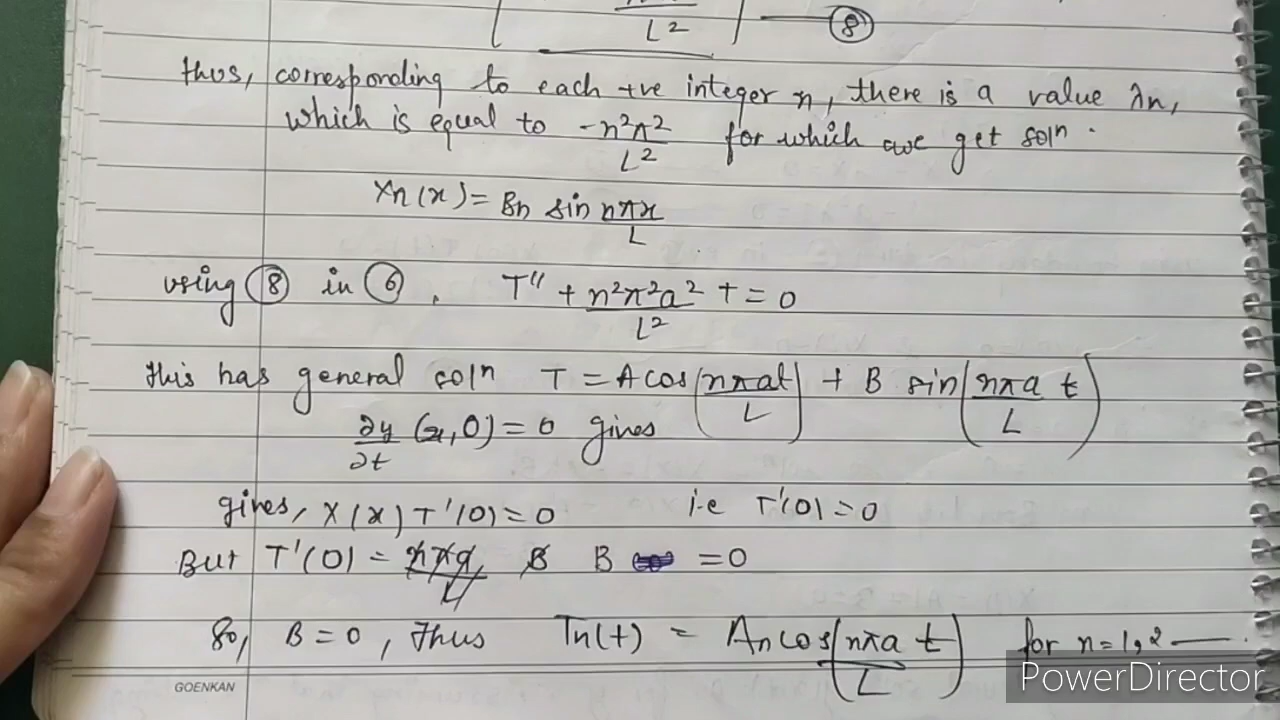 L² ⑧
thus, corresponding to each +ve integer n, there is a value λn,
which is equal to -n²π²/L² for which we get solⁿ.
Xn(x) = Bn sin nπx/L
using ⑧ in ⑥, T'' + n²π²a²/L² T = 0
this has general solⁿ T = A cos(nπat/L) + B sin(nπa t/L)
∂y/∂t (x,0) = 0 gives
gives, X(x) T'(0) = 0 i.e T'(0) = 0
But T'(0) = nπa/L B B = 0
So, B = 0, thus Tn(t) = An cos(nπa t/L) for n = 1, 2 —.
GOENKAN
PowerDirector